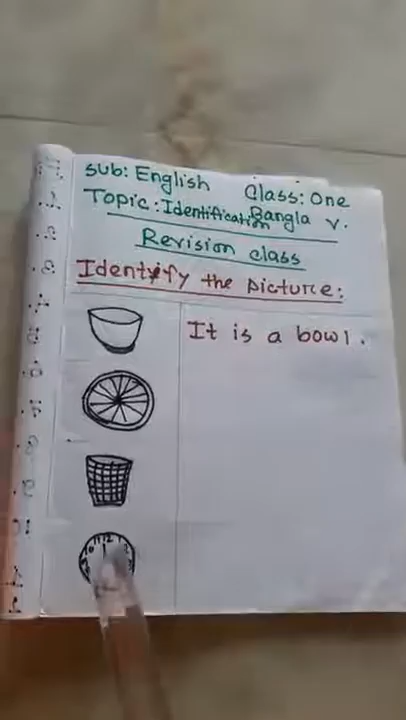 Sub: English Class: One
Topic: Identification Bangla v.
Revision class
Identify the picture:
It is a bowl.